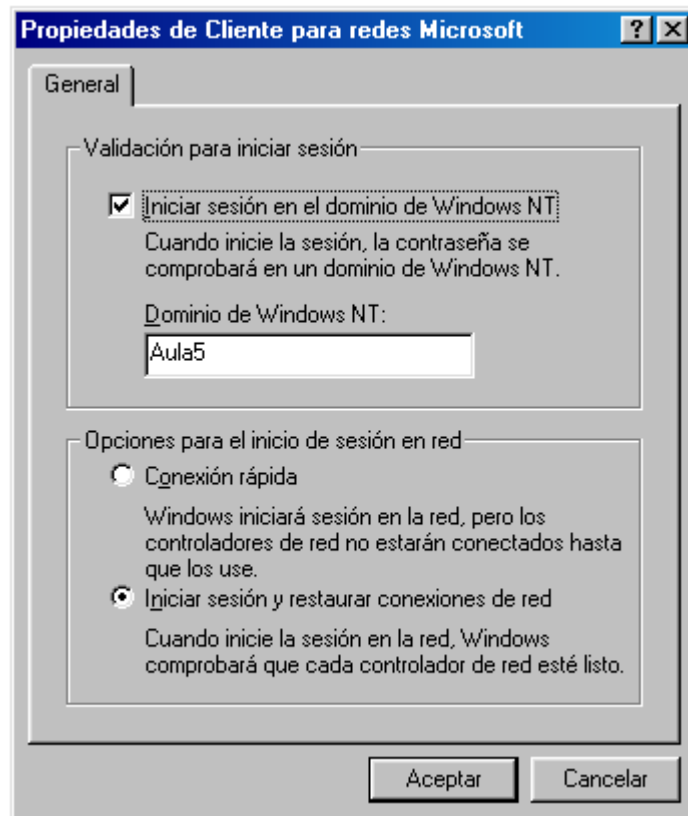 Propiedades de Cliente para redes Microsoft
General
Validación para iniciar sesión
Iniciar sesión en el dominio de Windows NT
Cuando inicie la sesión, la contraseña se
comprobará en un dominio de Windows NT.
Dominio de Windows NT:
Aula5
Opciones para el inicio de sesión en red
Conexión rápida
Windows iniciará sesión en la red, pero los
controladores de red no estarán conectados hasta
que los use.
Iniciar sesión y restaurar conexiones de red
Cuando inicie la sesión en la red, Windows
comprobará que cada controlador de red esté listo.
Aceptar
Cancelar